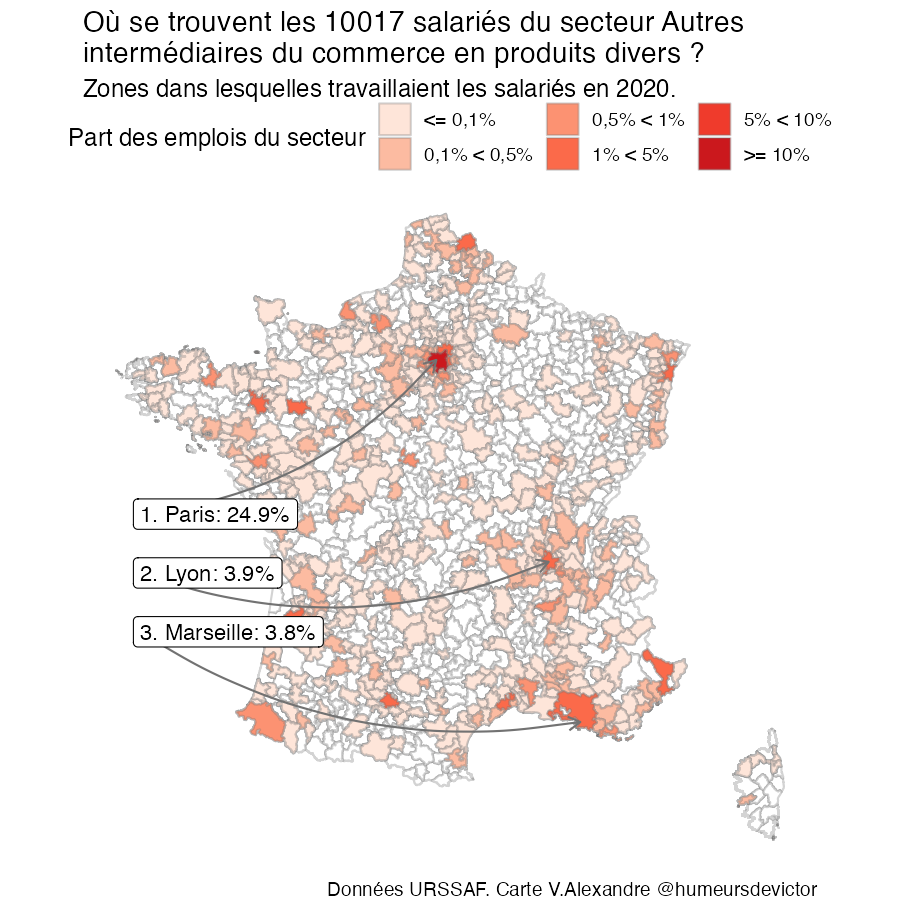 Où se trouvent les 10017 salariés du secteur Autres
intermédiaires du commerce en produits divers ?
Zones dans lesquelles travaillaient les salariés en 2020.
Part des emplois du secteur
<= 0,1%
0,5% < 1%
5% < 10%
0,1% < 0,5%
1% < 5%
>= 10%
1. Paris: 24.9%
2. Lyon: 3.9%
3. Marseille: 3.8%
Données URSSAF. Carte V.Alexandre @humeursdevictor